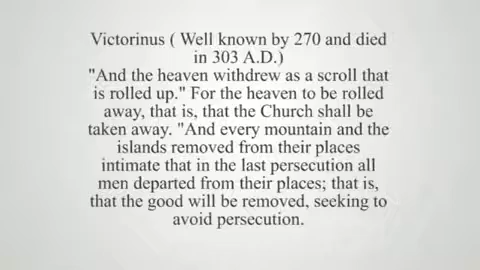 Victorinus ( Well known by 270 and died
in 303 A.D.)
"And the heaven withdrew as a scroll that
is rolled up." For the heaven to be rolled
away, that is, that the Church shall be
taken away. "And every mountain and the
islands removed from their places
intimate that in the last persecution all
men departed from their places; that is,
that the good will be removed, seeking to
avoid persecution.